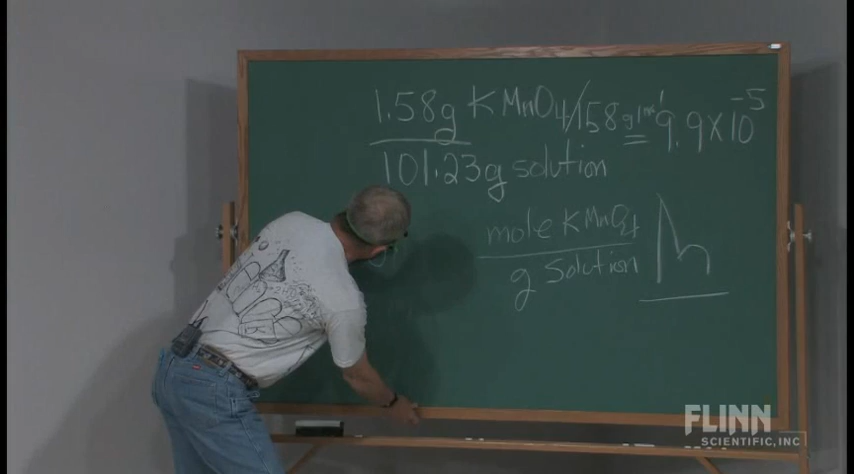 1.58g KMnO4/158g/mol = 9.9×10-5
101.23g solution
mole KMnO4
g solution
FLINN
SCIENTIFIC, INC